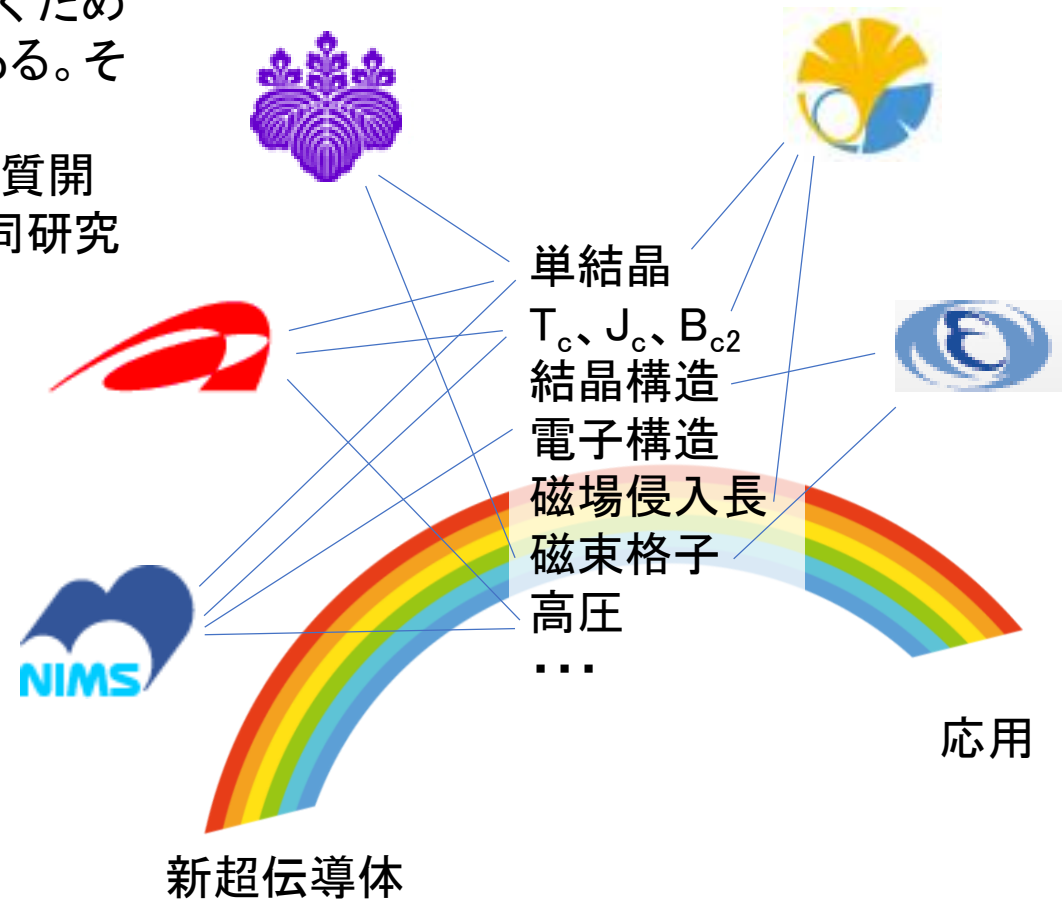 くため
ある。そ
質開
同研究
単結晶
Tc、Jc、Bc2
結晶構造
電子構造
磁場侵入長
磁束格子
高圧
・・・
NIMS
応用
新超伝導体